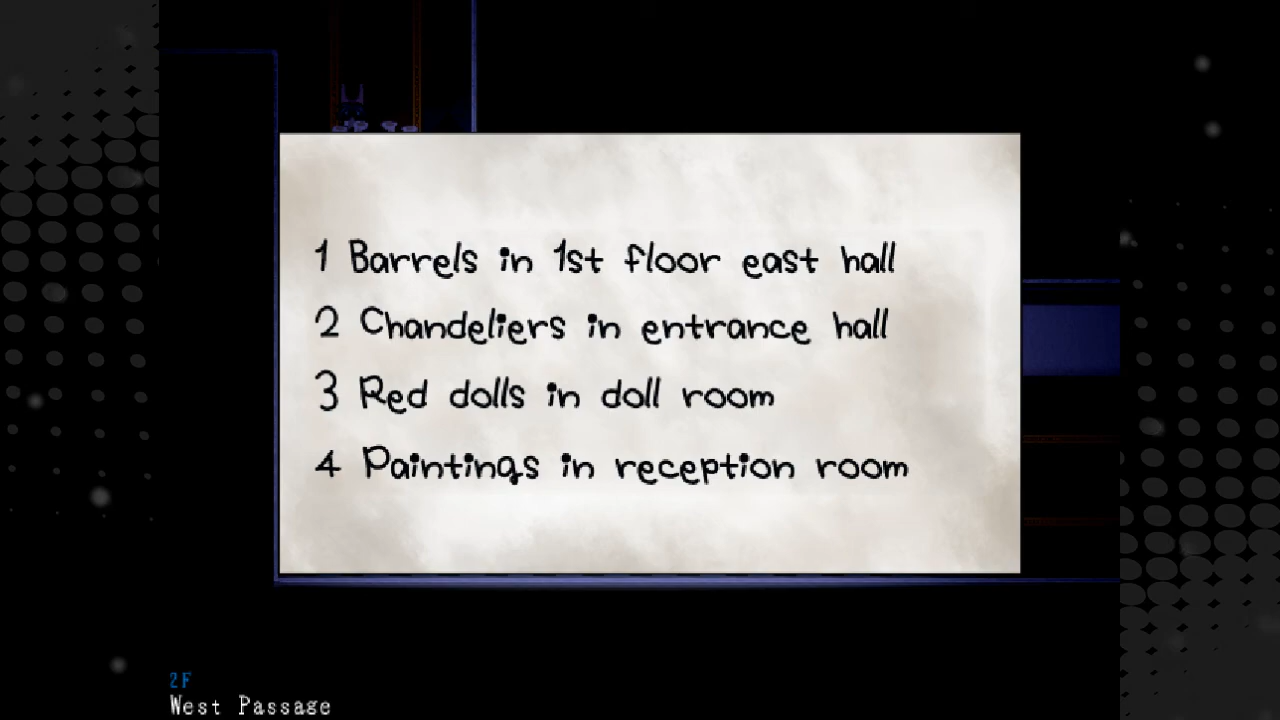 1 Barrels in 1st floor east hall
2 Chandeliers in entrance hall
3 Red dolls in doll room
4 Paintings in reception room
2F
West Passage